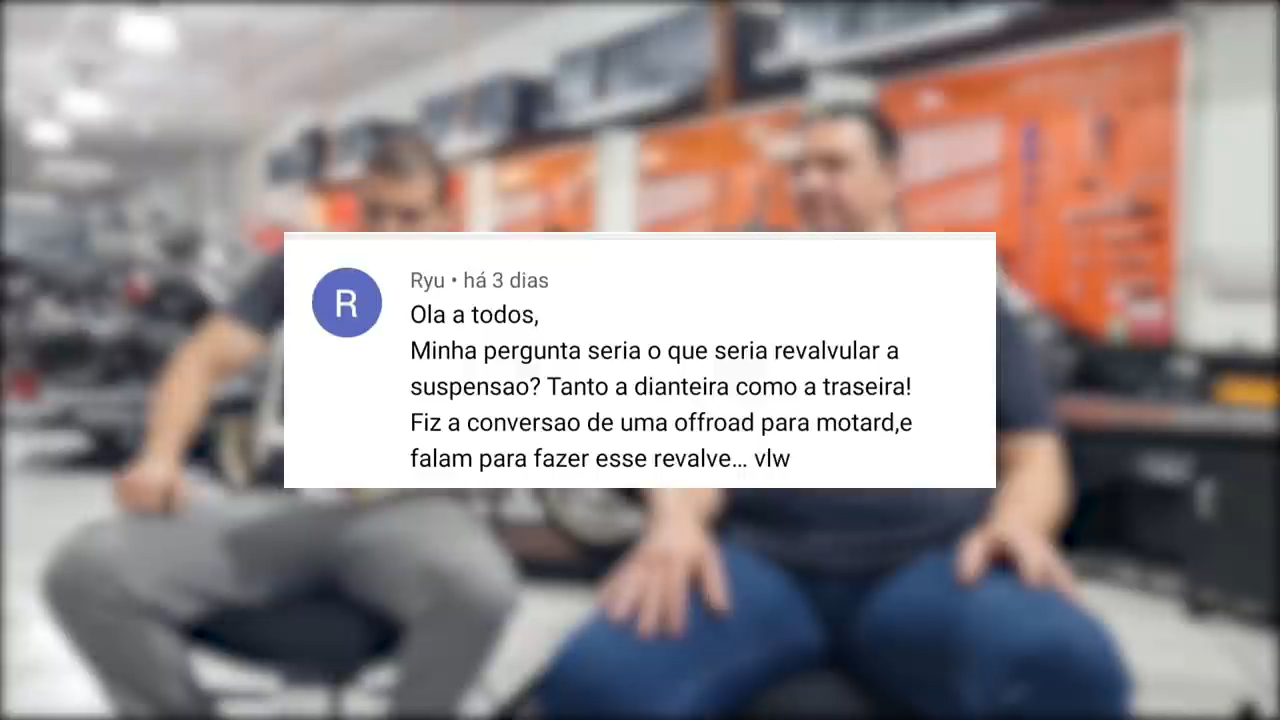 R
Ryu • há 3 dias
Ola a todos,
Minha pergunta seria o que seria revalvular a
suspensao? Tanto a dianteira como a traseira!
Fiz a conversao de uma offroad para motard,e
falam para fazer esse revalve... vlw